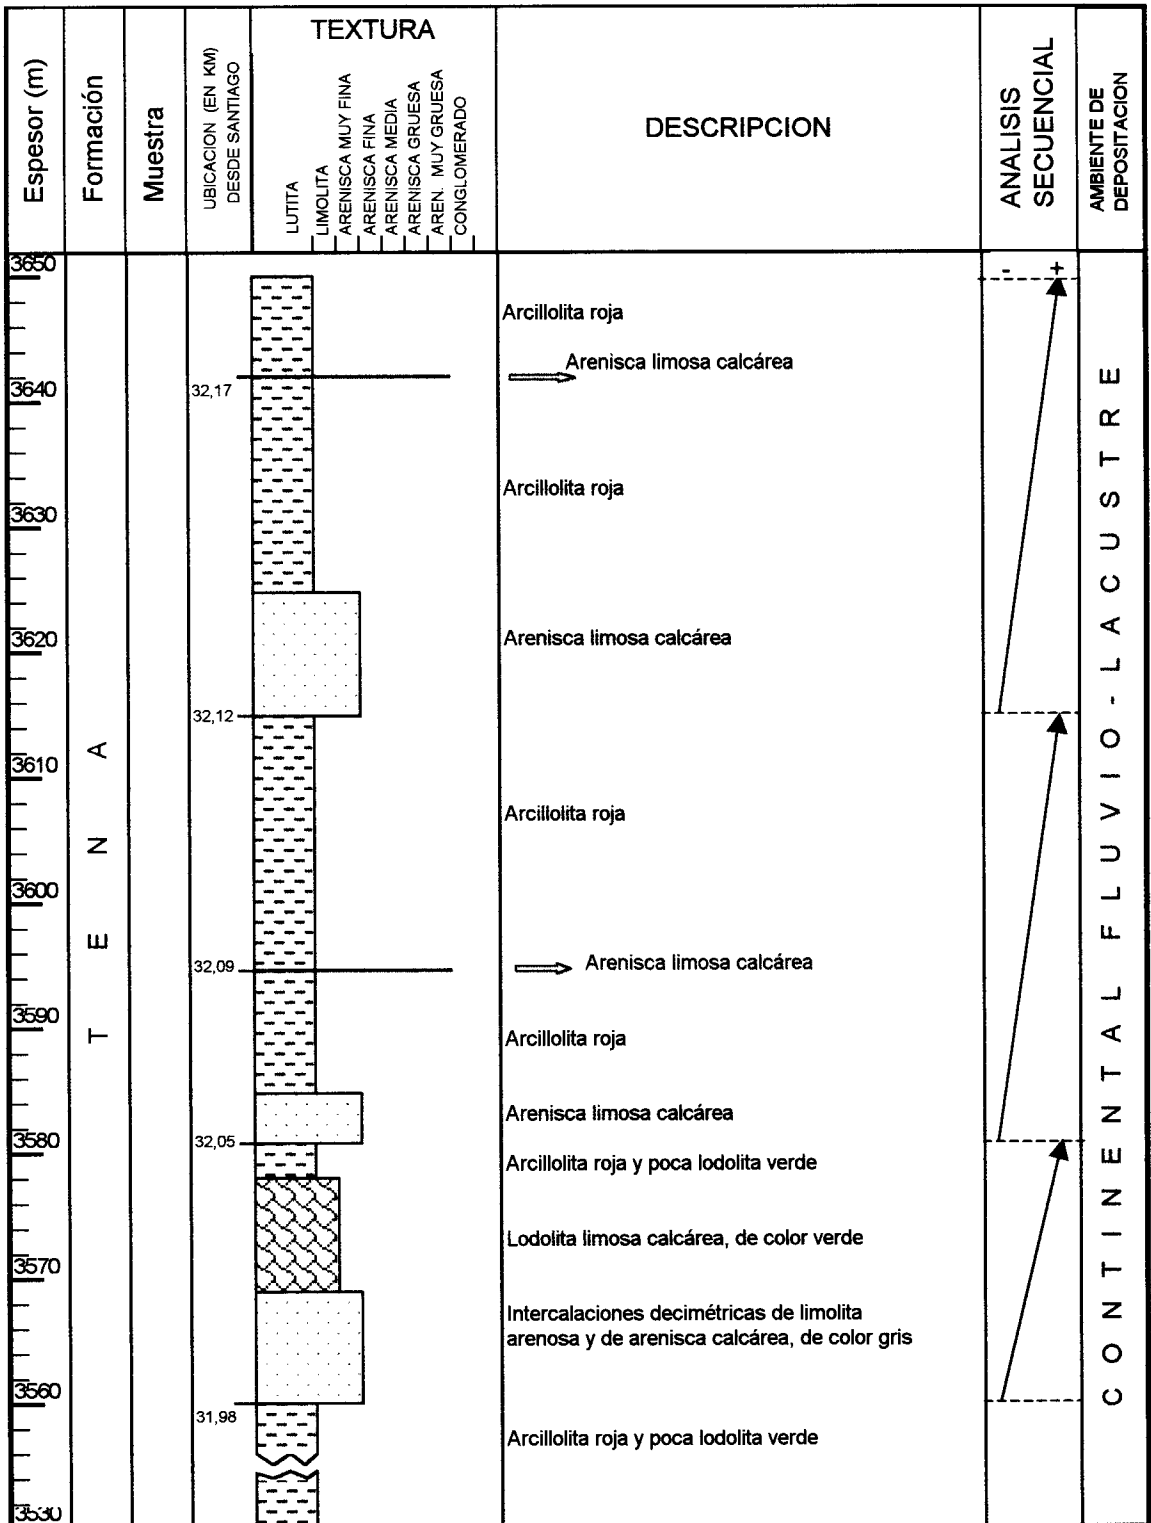 Espesor (m)
Formación
Muestra
UBICACION (EN KM)
DESDE SANTIAGO
TEXTURA
LUTITA
LIMOLITA
ARENISCA MUY FINA
ARENISCA FINA
ARENISCA MEDIA
ARENISCA GRUESA
AREN. MUY GRUESA
CONGLOMERADO
DESCRIPCION
ANALISIS
SECUENCIAL
AMBIENTE DE
DEPOSITACION
3650
- +
Arcillolita roja
Arenisca limosa calcárea
3640
32,17
Arcillolita roja
3630
3620
Arenisca limosa calcárea
32,12
3610
Arcillolita roja
3600
32,09
Arenisca limosa calcárea
3590
Arcillolita roja
Arenisca limosa calcárea
3580
32,05
Arcillolita roja y poca lodolita verde
Lodolita limosa calcárea, de color verde
3570
Intercalaciones decimétricas de limolita
arenosa y de arenisca calcárea, de color gris
3560
31,98
Arcillolita roja y poca lodolita verde
3530
TENA
CONTINENTAL FLUVIO - LACUSTRE